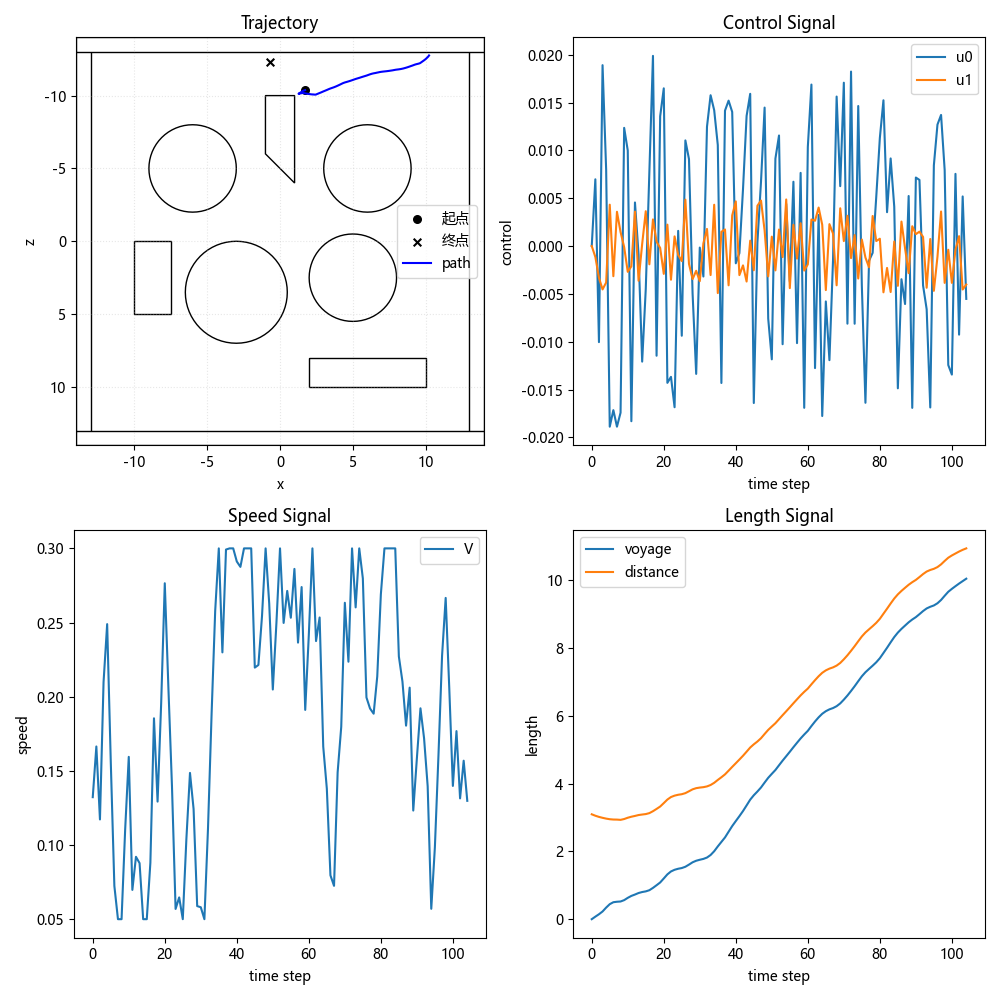 Trajectory
-10
-5
0
5
10
z
-10
-5
0
5
10
x
起点
终点
path
Control Signal
0.020
0.015
0.010
0.005
0.000
-0.005
-0.010
-0.015
-0.020
control
0
20
40
60
80
100
time step
u0
u1
Speed Signal
0.30
0.25
0.20
0.15
0.10
0.05
speed
0
20
40
60
80
100
time step
V
Length Signal
10
8
6
4
2
0
length
0
20
40
60
80
100
time step
voyage
distance